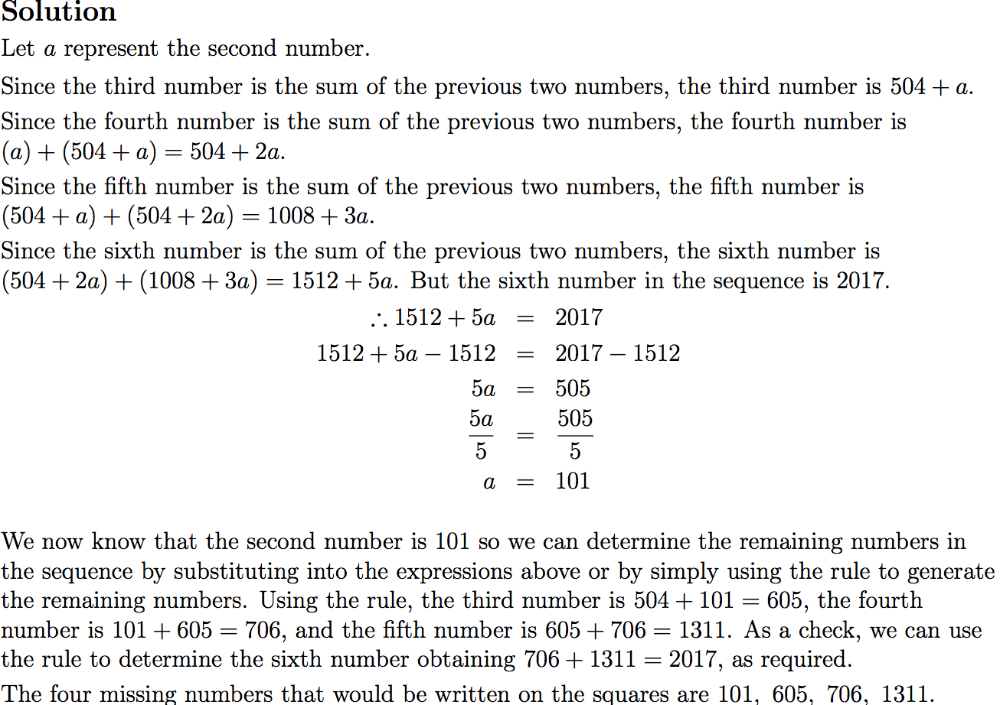 Solution
Let a represent the second number.
Since the third number is the sum of the previous two numbers, the third number is 504 + a.
Since the fourth number is the sum of the previous two numbers, the fourth number is
(a) + (504 + a) = 504 + 2a.
Since the fifth number is the sum of the previous two numbers, the fifth number is
(504 + a) + (504 + 2a) = 1008 + 3a.
Since the sixth number is the sum of the previous two numbers, the sixth number is
(504 + 2a) + (1008 + 3a) = 1512 + 5a. But the sixth number in the sequence is 2017.
∴ 1512 + 5a = 2017
1512 + 5a − 1512 = 2017 − 1512
5a = 505
5a/5 = 505/5
a = 101
We now know that the second number is 101 so we can determine the remaining numbers in
the sequence by substituting into the expressions above or by simply using the rule to generate
the remaining numbers. Using the rule, the third number is 504 + 101 = 605, the fourth
number is 101 + 605 = 706, and the fifth number is 605 + 706 = 1311. As a check, we can use
the rule to determine the sixth number obtaining 706 + 1311 = 2017, as required.
The four missing numbers that would be written on the squares are 101, 605, 706, 1311.